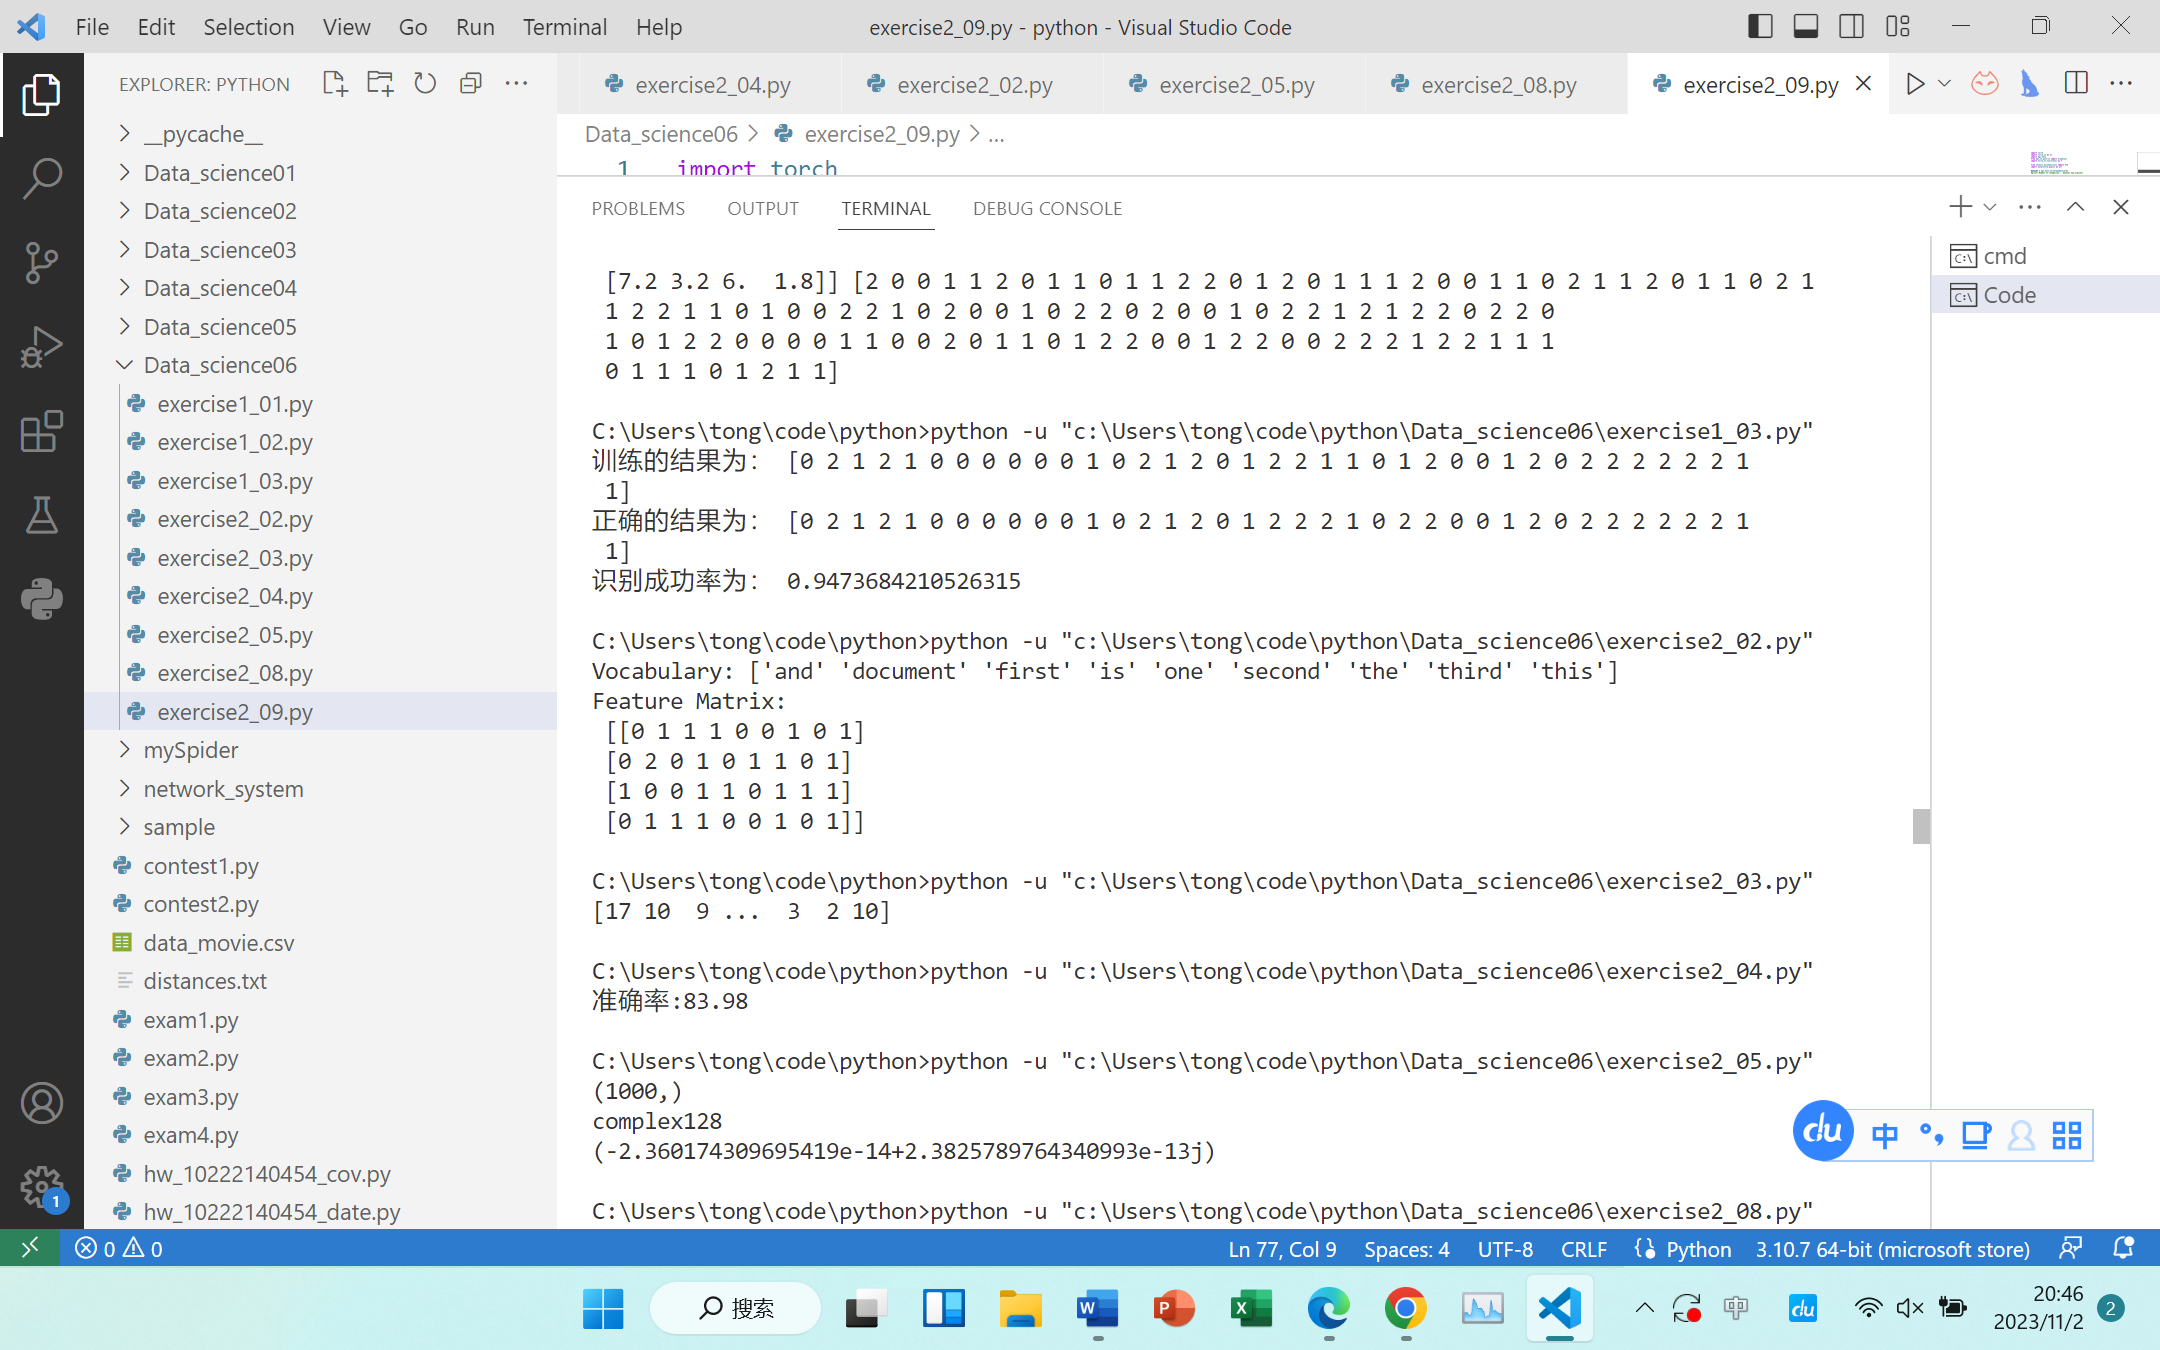 File Edit Selection View Go Run Terminal Help
exercise2_09.py - python - Visual Studio Code
EXPLORER: PYTHON
exercise2_04.py exercise2_02.py exercise2_05.py exercise2_08.py exercise2_09.py
Data_science06 > exercise2_09.py > ...
1 import torch
__pycache__
Data_science01
Data_science02
Data_science03
Data_science04
Data_science05
Data_science06
exercise1_01.py
exercise1_02.py
exercise1_03.py
exercise2_02.py
exercise2_03.py
exercise2_04.py
exercise2_05.py
exercise2_08.py
exercise2_09.py
mySpider
network_system
sample
contest1.py
contest2.py
data_movie.csv
distances.txt
exam1.py
exam2.py
exam3.py
exam4.py
hw_10222140454_cov.py
hw_10222140454_date.py
PROBLEMS OUTPUT TERMINAL DEBUG CONSOLE
cmd
Code
[7.2 3.2 6.  1.8]] [2 0 0 1 1 2 0 1 1 0 1 1 2 2 0 1 2 0 1 1 1 2 0 0 1 1 0 2 1 1 2 0 1 1 0 2 1
1 2 2 1 1 0 1 0 0 2 2 1 0 2 0 0 1 0 2 2 0 2 0 0 1 0 2 2 1 2 1 2 2 0 2 2 0
1 0 1 2 2 0 0 0 0 1 1 0 0 2 0 1 1 0 1 2 2 0 0 1 2 2 0 0 2 2 2 1 2 2 1 1 1
0 1 1 1 0 1 2 1 1]
C:\Users\tong\code\python>python -u "c:\Users\tong\code\python\Data_science06\exercise1_03.py"
训练的结果为： [0 2 1 2 1 0 0 0 0 0 0 1 0 2 1 2 0 1 2 2 1 1 0 1 2 0 0 1 2 0 2 2 2 2 2 2 1
1]
正确的结果为： [0 2 1 2 1 0 0 0 0 0 0 1 0 2 1 2 0 1 2 2 2 1 0 2 2 0 0 1 2 0 2 2 2 2 2 2 1
1]
识别成功率为： 0.9473684210526315
C:\Users\tong\code\python>python -u "c:\Users\tong\code\python\Data_science06\exercise2_02.py"
Vocabulary: ['and' 'document' 'first' 'is' 'one' 'second' 'the' 'third' 'this']
Feature Matrix:
[[0 1 1 1 0 0 1 0 1]
[0 2 0 1 0 1 1 0 1]
[1 0 0 1 1 0 1 1 1]
[0 1 1 1 0 0 1 0 1]]
C:\Users\tong\code\python>python -u "c:\Users\tong\code\python\Data_science06\exercise2_03.py"
[17 10  9 ...  3  2 10]
C:\Users\tong\code\python>python -u "c:\Users\tong\code\python\Data_science06\exercise2_04.py"
准确率:83.98
C:\Users\tong\code\python>python -u "c:\Users\tong\code\python\Data_science06\exercise2_05.py"
(1000,)
complex128
(-2.360174309695419e-14+2.3825789764340993e-13j)
C:\Users\tong\code\python>python -u "c:\Users\tong\code\python\Data_science06\exercise2_08.py"
du 中
1
0 0 Ln 77, Col 9 Spaces: 4 UTF-8 CRLF Python 3.10.7 64-bit (microsoft store)
搜索
中 du
20:46
2023/11/2
2